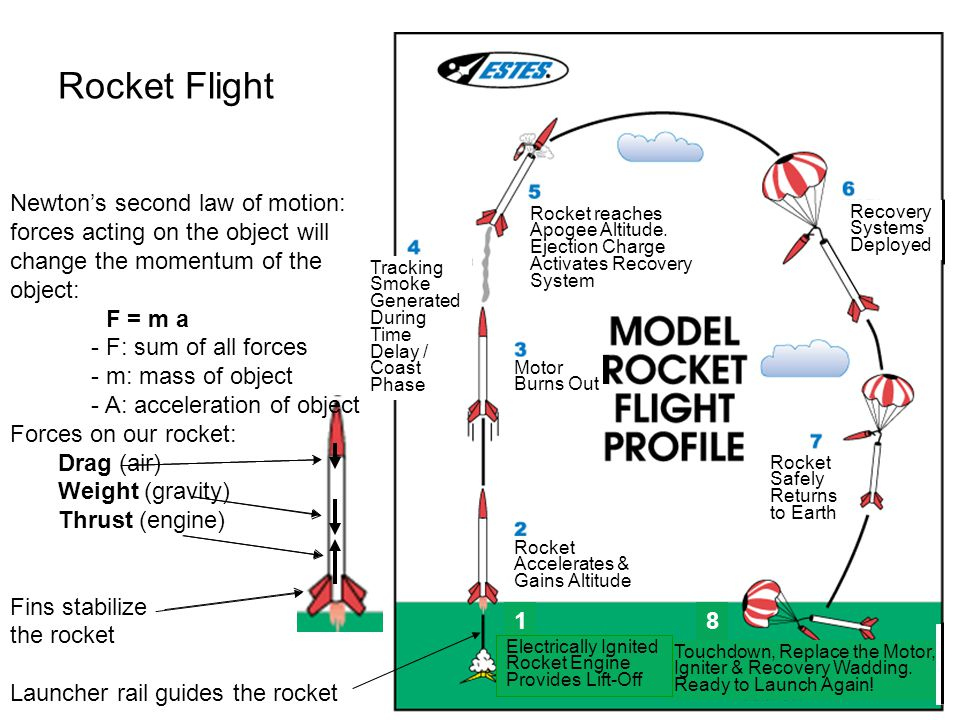 Rocket Flight
Newton’s second law of motion:
forces acting on the object will
change the momentum of the
object:
F = m a
- F: sum of all forces
- m: mass of object
- A: acceleration of object
Forces on our rocket:
Drag (air)
Weight (gravity)
Thrust (engine)
Fins stabilize
the rocket
Launcher rail guides the rocket
ESTES.
MODEL
ROCKET
FLIGHT
PROFILE
1
Electrically Ignited
Rocket Engine
Provides Lift-Off
2
Rocket
Accelerates &
Gains Altitude
3
Motor
Burns Out
4
Tracking
Smoke
Generated
During
Time
Delay /
Coast
Phase
5
Rocket reaches
Apogee Altitude.
Ejection Charge
Activates Recovery
System
6
Recovery
Systems
Deployed
7
Rocket
Safely
Returns
to Earth
8
Touchdown, Replace the Motor,
Igniter & Recovery Wadding.
Ready to Launch Again!